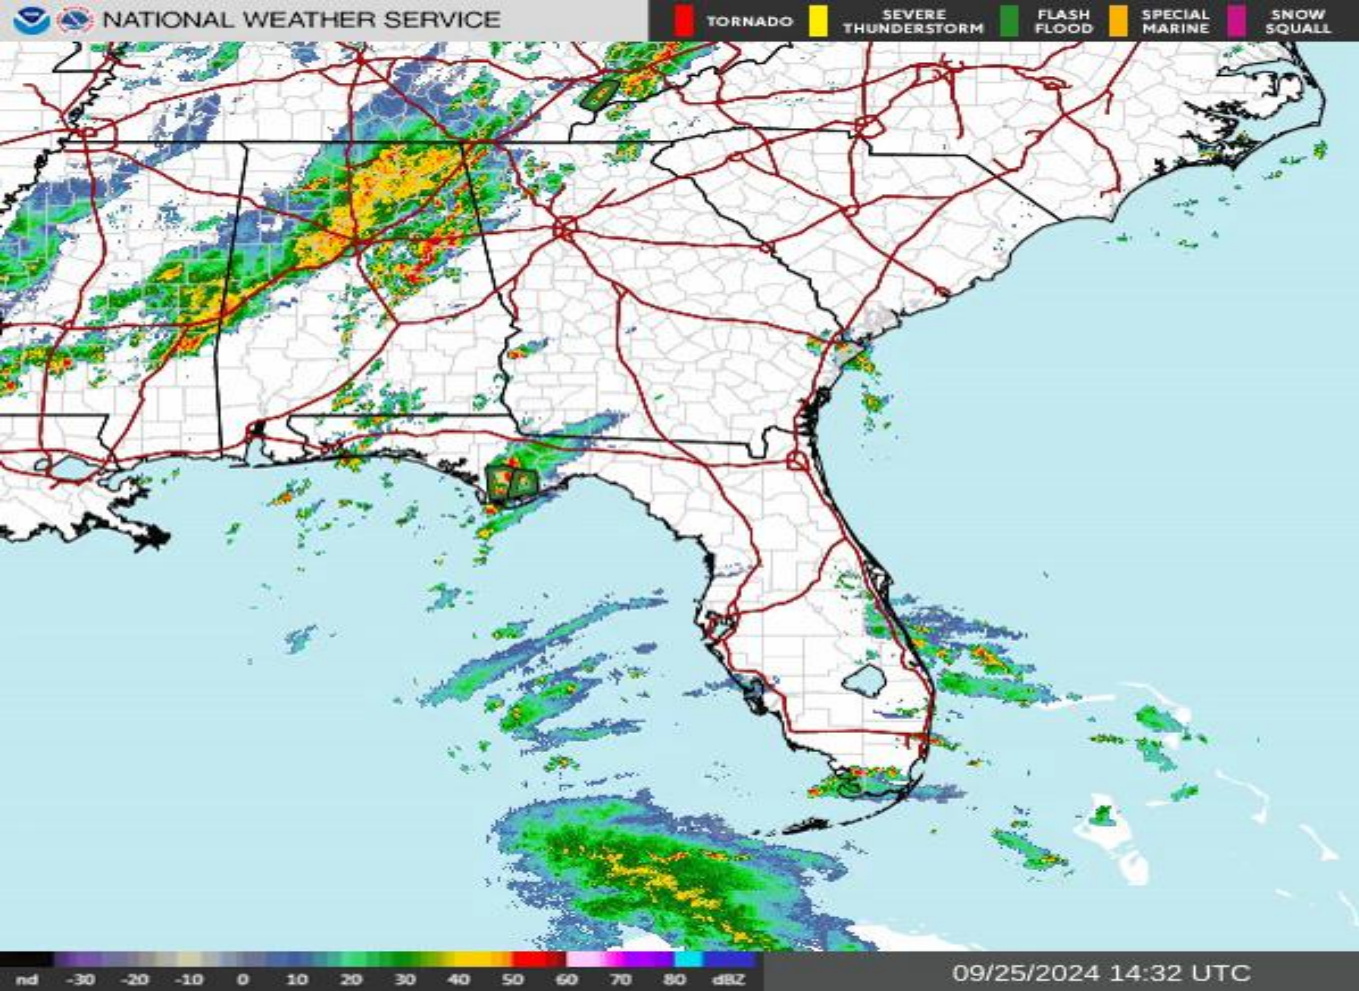 NATIONAL WEATHER SERVICE
TORNADO
SEVERE THUNDERSTORM
FLASH FLOOD
SPECIAL MARINE
SNOW SQUALL
nd -30 -20 -10 0 10 20 30 40 50 60 70 80 dBZ
09/25/2024 14:32 UTC